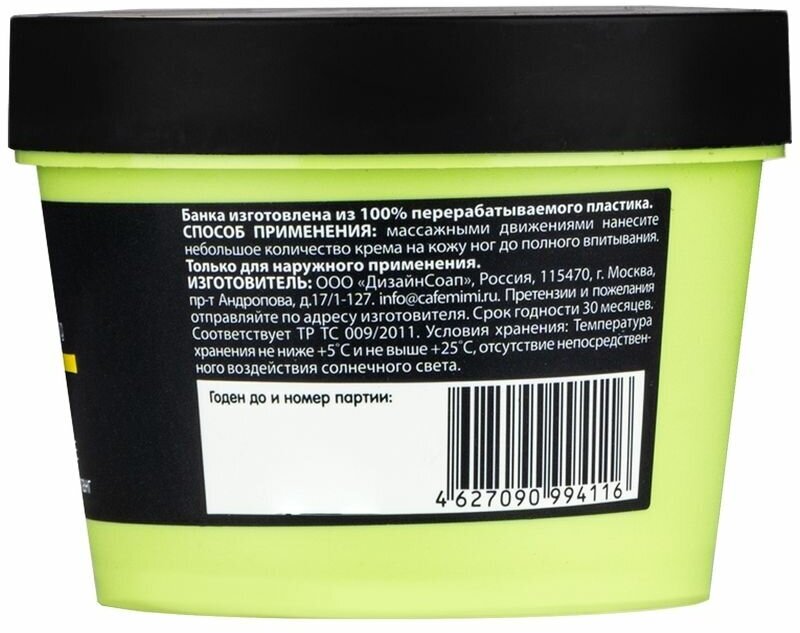 Банка изготовлена из 100% перерабатываемого пластика.
СПОСОБ ПРИМЕНЕНИЯ: массажными движениями нанесите
небольшое количество крема на кожу ног до полного впитывания.
Только для наружного применения.
ИЗГОТОВИТЕЛЬ: ООО «ДизайнСоап», Россия, 115470, г. Москва,
пр-т Андропова, д.17/1-127. info@cafemimi.ru. Претензии и пожелания
отправляйте по адресу изготовителя. Срок годности 30 месяцев.
Соответствует ТР ТС 009/2011. Условия хранения: Температура
хранения не ниже +5°С и не выше +25°С, отсутствие непосредствен-
ного воздействия солнечного света.
Годен до и номер партии:
4 627090 994116